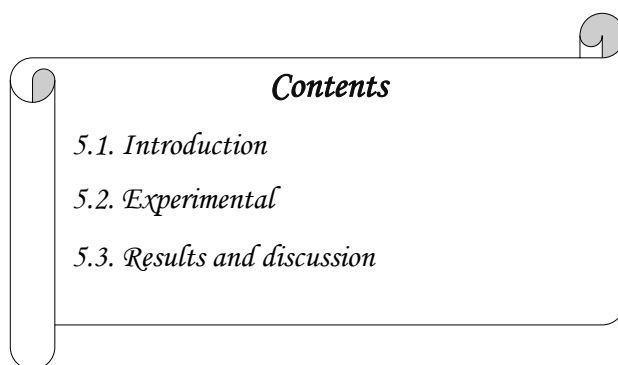 Contents
5.1. Introduction
5.2. Experimental
5.3. Results and discussion